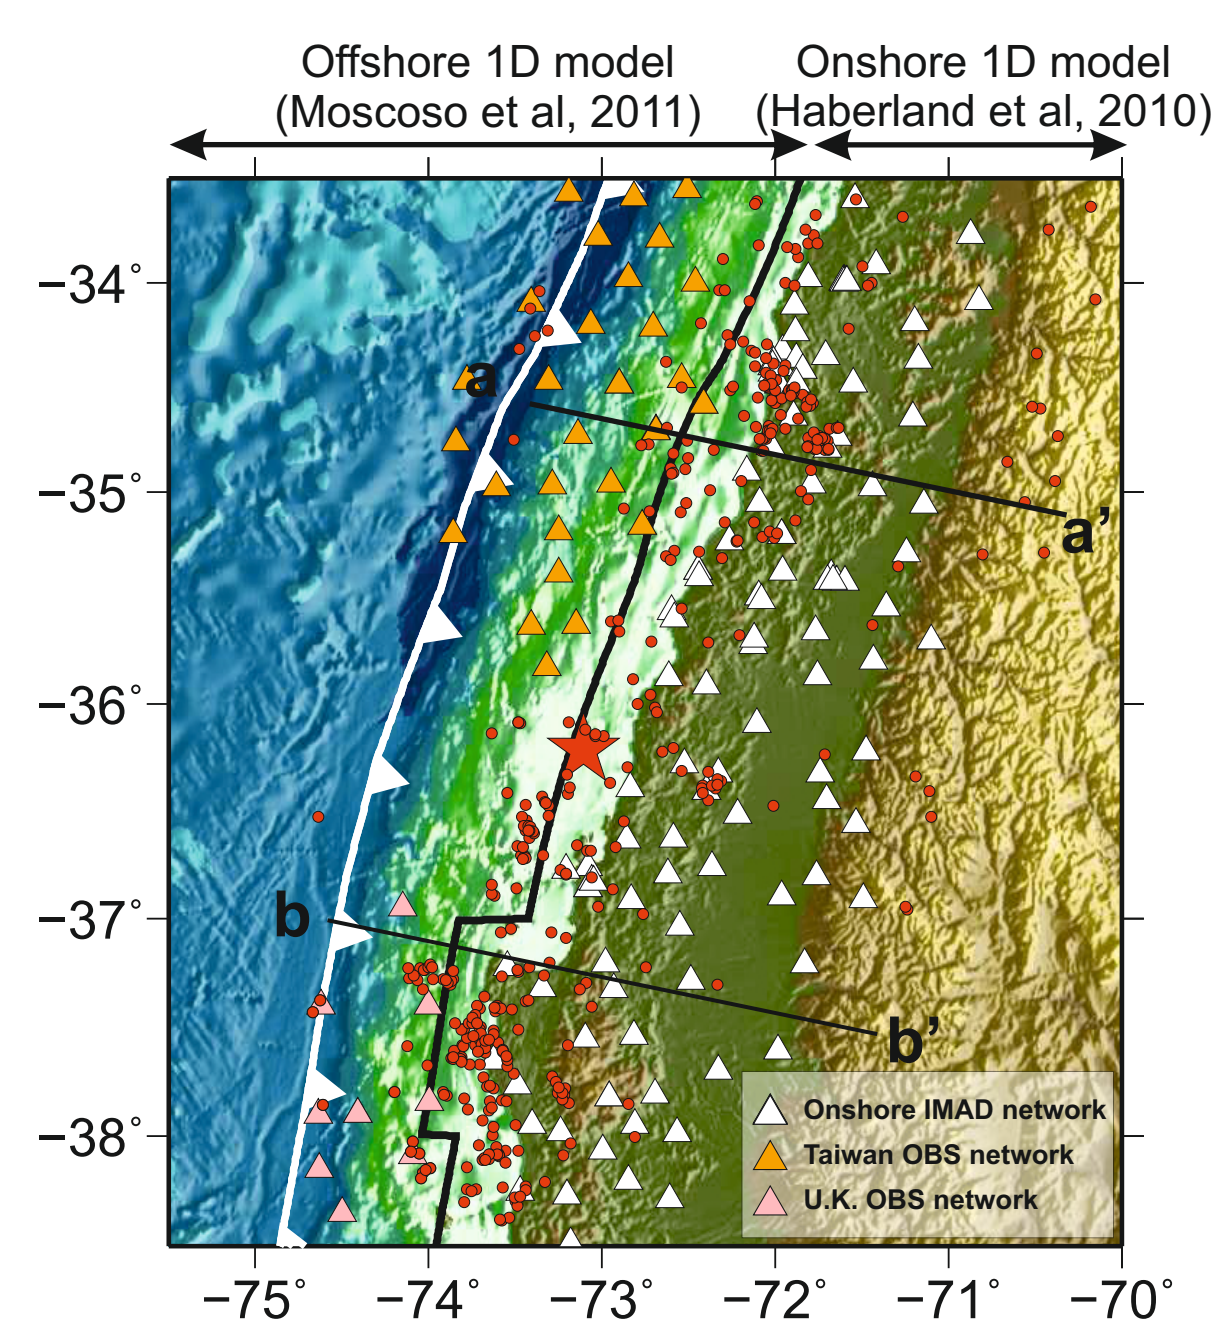 Offshore 1D model
(Moscoso et al, 2011)
Onshore 1D model
(Haberland et al, 2010)
−34°
−35°
−36°
−37°
−38°
a
a’
b
b’
Onshore IMAD network
Taiwan OBS network
U.K. OBS network
−75°
−74°
−73°
−72°
−71°
−70°